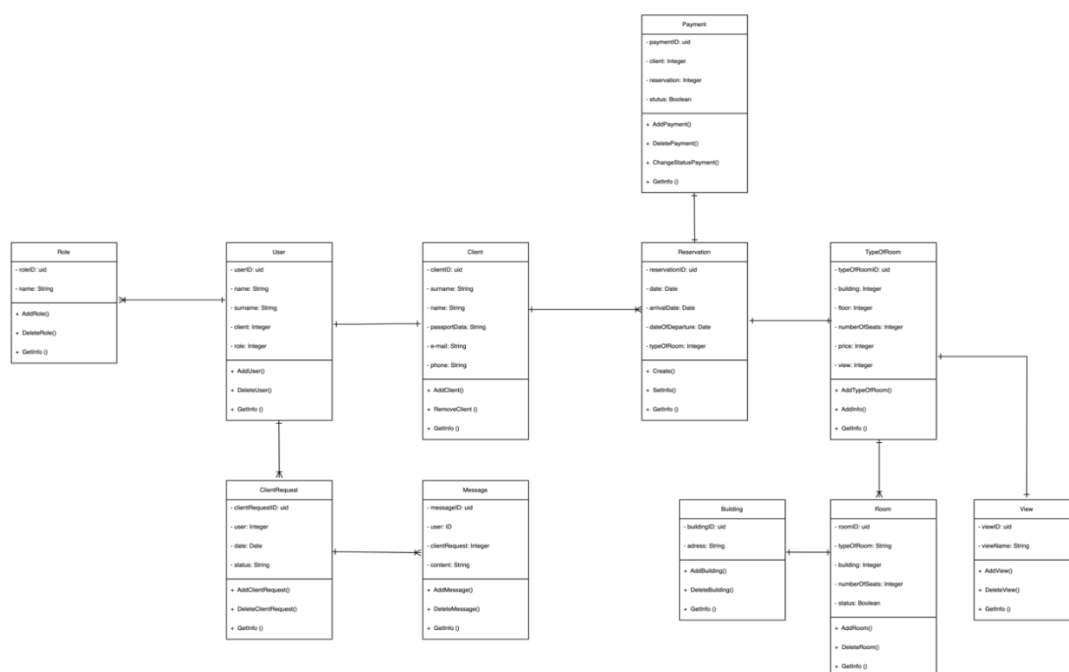 Payment
- paymentID: uid
- client: Integer
- reservation: Integer
- stutus: Boolean
+ AddPayment()
+ DeletePayment()
+ ChangeStatusPayment()
+ GetInfo ()
Role
- roleID: uid
- name: String
+ AddRole()
+ DeleteRole()
+ GetInfo ()
User
- userID: uid
- name: String
- surname: String
- client: Integer
- role: Integer
+ AddUser()
+ DeleteUser()
+ GetInfo ()
Client
- clientID: uid
- surname: String
- name: String
- passportData: String
- e-mail: String
- phone: String
+ AddClient()
+ RemoveClient ()
+ GetInfo ()
Reservation
- reservationID: uid
- date: Date
- arrivalDate: Date
- dateOfDeparture: Date
- typeOfRoom: Integer
+ Create()
+ SetInfo()
+ GetInfo ()
TypeOfRoom
- typeOfRoomID: uid
- building: Integer
- floor: Integer
- numberOfSeats: Integer
- price: Integer
- view: Integer
+ AddTypeOfRoom()
+ AddInfo()
+ GetInfo ()
ClientRequest
- clientRequestID: uid
- user: Integer
- date: Date
- status: String
+ AddClientRequest()
+ DeleteClientRequest()
+ GetInfo ()
Message
- messageID: uid
- user: ID
- clientRequest: Integer
- content: String
+ AddMessage()
+ DeleteMessage()
+ GetInfo ()
Building
- buildingID: uid
- adress: String
+ AddBuilding()
+ DeleteBuilding()
+ GetInfo ()
Room
- roomID: uid
- typeOfRoom: String
- building: Integer
- numberOfSeats: Integer
- status: Boolean
+ AddRoom()
+ DeleteRoom()
+ GetInfo ()
View
- viewID: uid
- viewName: String
+ AddView()
+ DeleteView()
+ GetInfo ()